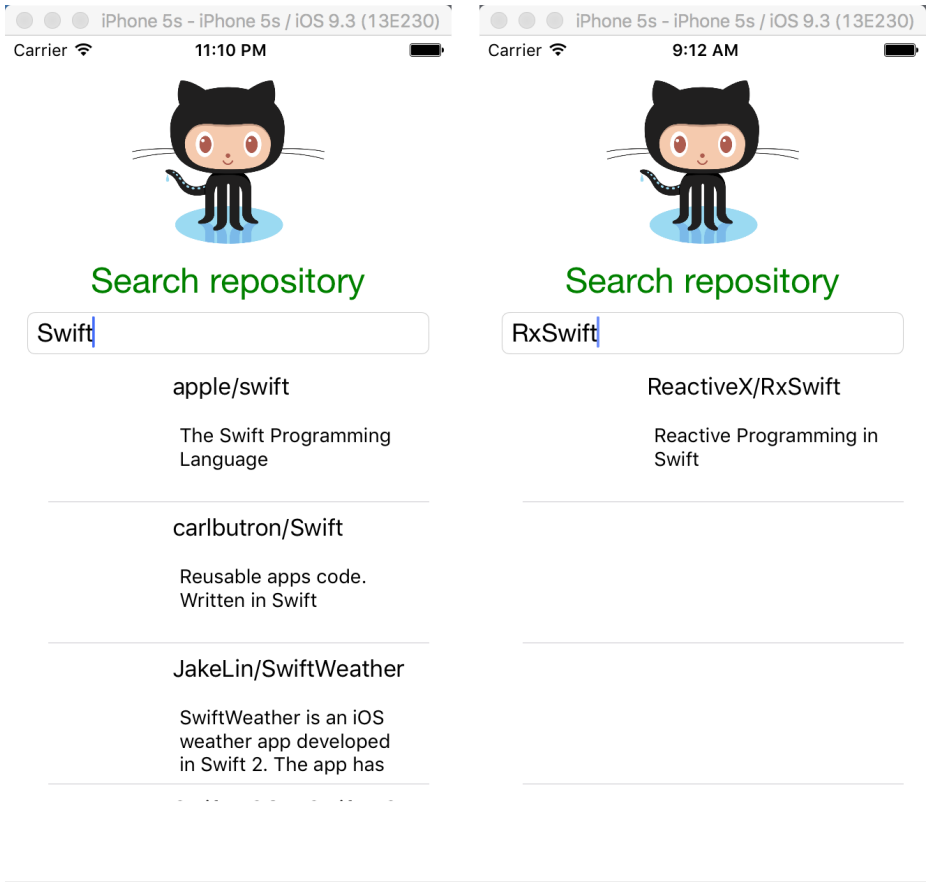 iPhone 5s - iPhone 5s / iOS 9.3 (13E230)
Carrier 11:10 PM
Search repository
Swift
apple/swift
The Swift Programming
Language
carlbutron/Swift
Reusable apps code.
Written in Swift
JakeLin/SwiftWeather
SwiftWeather is an iOS
weather app developed
in Swift 2. The app has
iPhone 5s - iPhone 5s / iOS 9.3 (13E230)
Carrier 9:12 AM
Search repository
RxSwift
ReactiveX/RxSwift
Reactive Programming in
Swift